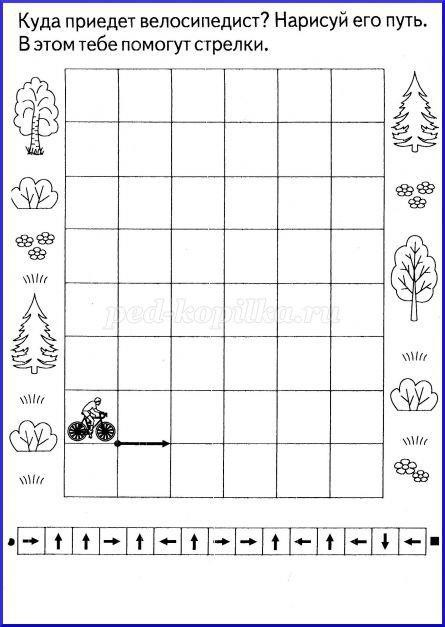 Куда приедет велосипедист? Нарисуй его путь.
В этом тебе помогут стрелки.
ped-kopilka.ru